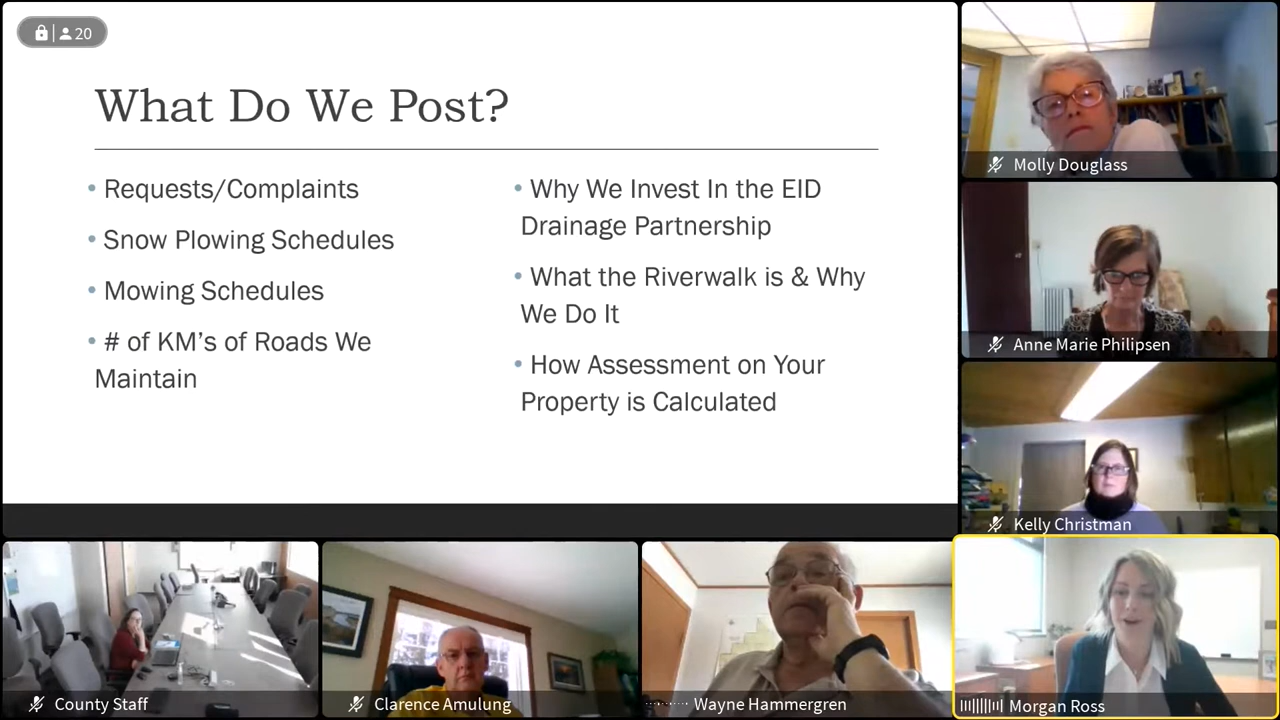 20
What Do We Post?
• Requests/Complaints
• Snow Plowing Schedules
• Mowing Schedules
• # of KM’s of Roads We
Maintain
• Why We Invest In the EID
Drainage Partnership
• What the Riverwalk is & Why
We Do It
• How Assessment on Your
Property is Calculated
Molly Douglass
Anne Marie Philipsen
Kelly Christman
County Staff
Clarence Amulung
Wayne Hammergren
Morgan Ross